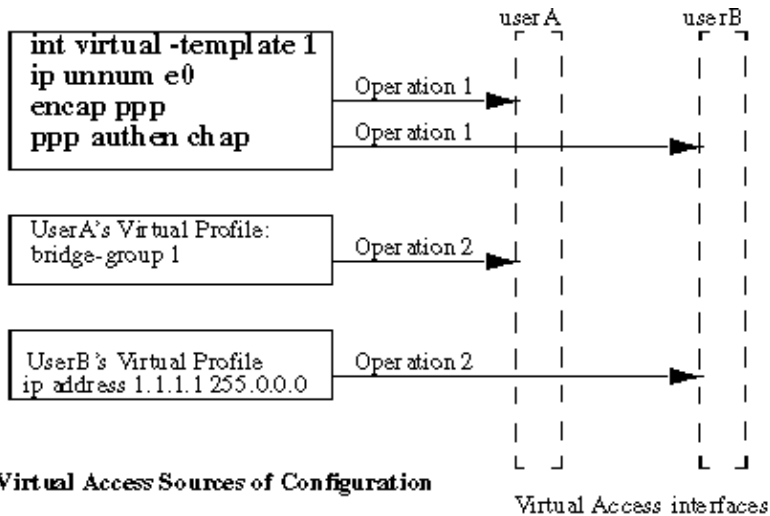 userA
userB
int virtual -template 1
ip unnum e0
encap ppp
ppp authen chap
Operation 1
Operation 1
UserA's Virtual Profile:
bridge-group 1
Operation 2
UserB's Virtual Profile
ip address 1.1.1.1 255.0.0.0
Operation 2
Virtual Access Sources of Configuration
Virtual Access interfaces